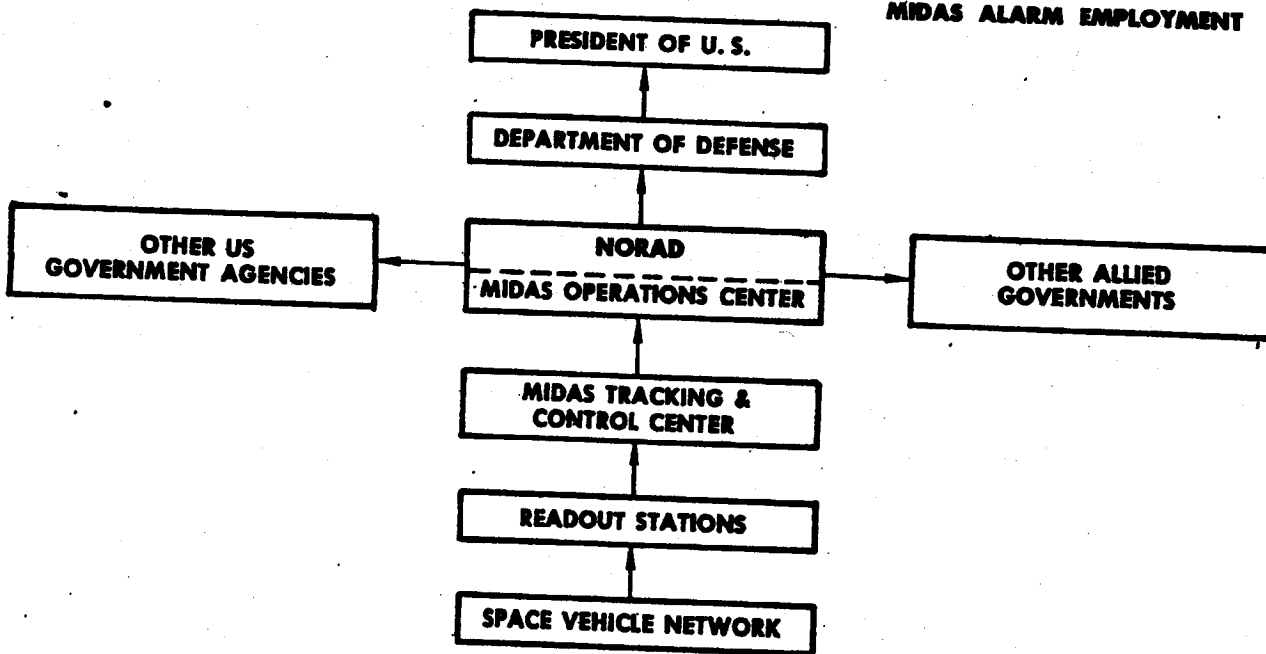 MIDAS ALARM EMPLOYMENT
PRESIDENT OF U. S.
DEPARTMENT OF DEFENSE
OTHER US
GOVERNMENT AGENCIES
NORAD
MIDAS OPERATIONS CENTER
OTHER ALLIED
GOVERNMENTS
MIDAS TRACKING &
CONTROL CENTER
READOUT STATIONS
SPACE VEHICLE NETWORK